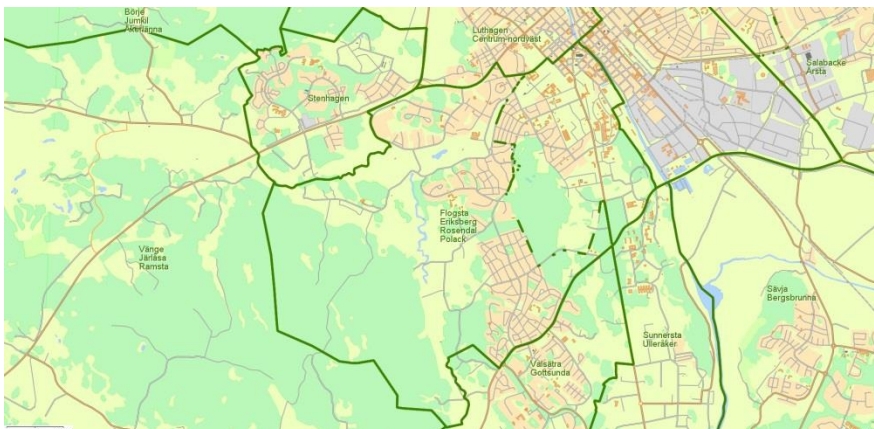 Börje
Jumkil
Åkerlänna
Luthagen
Centrum-nordväst
Salabacke
Årsta
Stenhagen
Flogsta
Eriksberg
Rosendal
Polack
Vänge
Järlåsa
Ramsta
Sävja
Bergsbrunna
Sunnersta
Ulleråker
Valsätra
Gottsunda